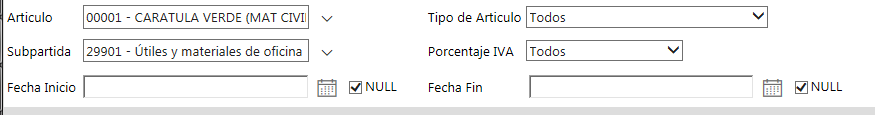 Articulo 00001 - CARATULA VERDE (MAT CIVI Tipo de Articulo Todos
Subpartida 29901 - Útiles y materiales de oficina Porcentaje IVA Todos
Fecha Inicio NULL Fecha Fin NULL